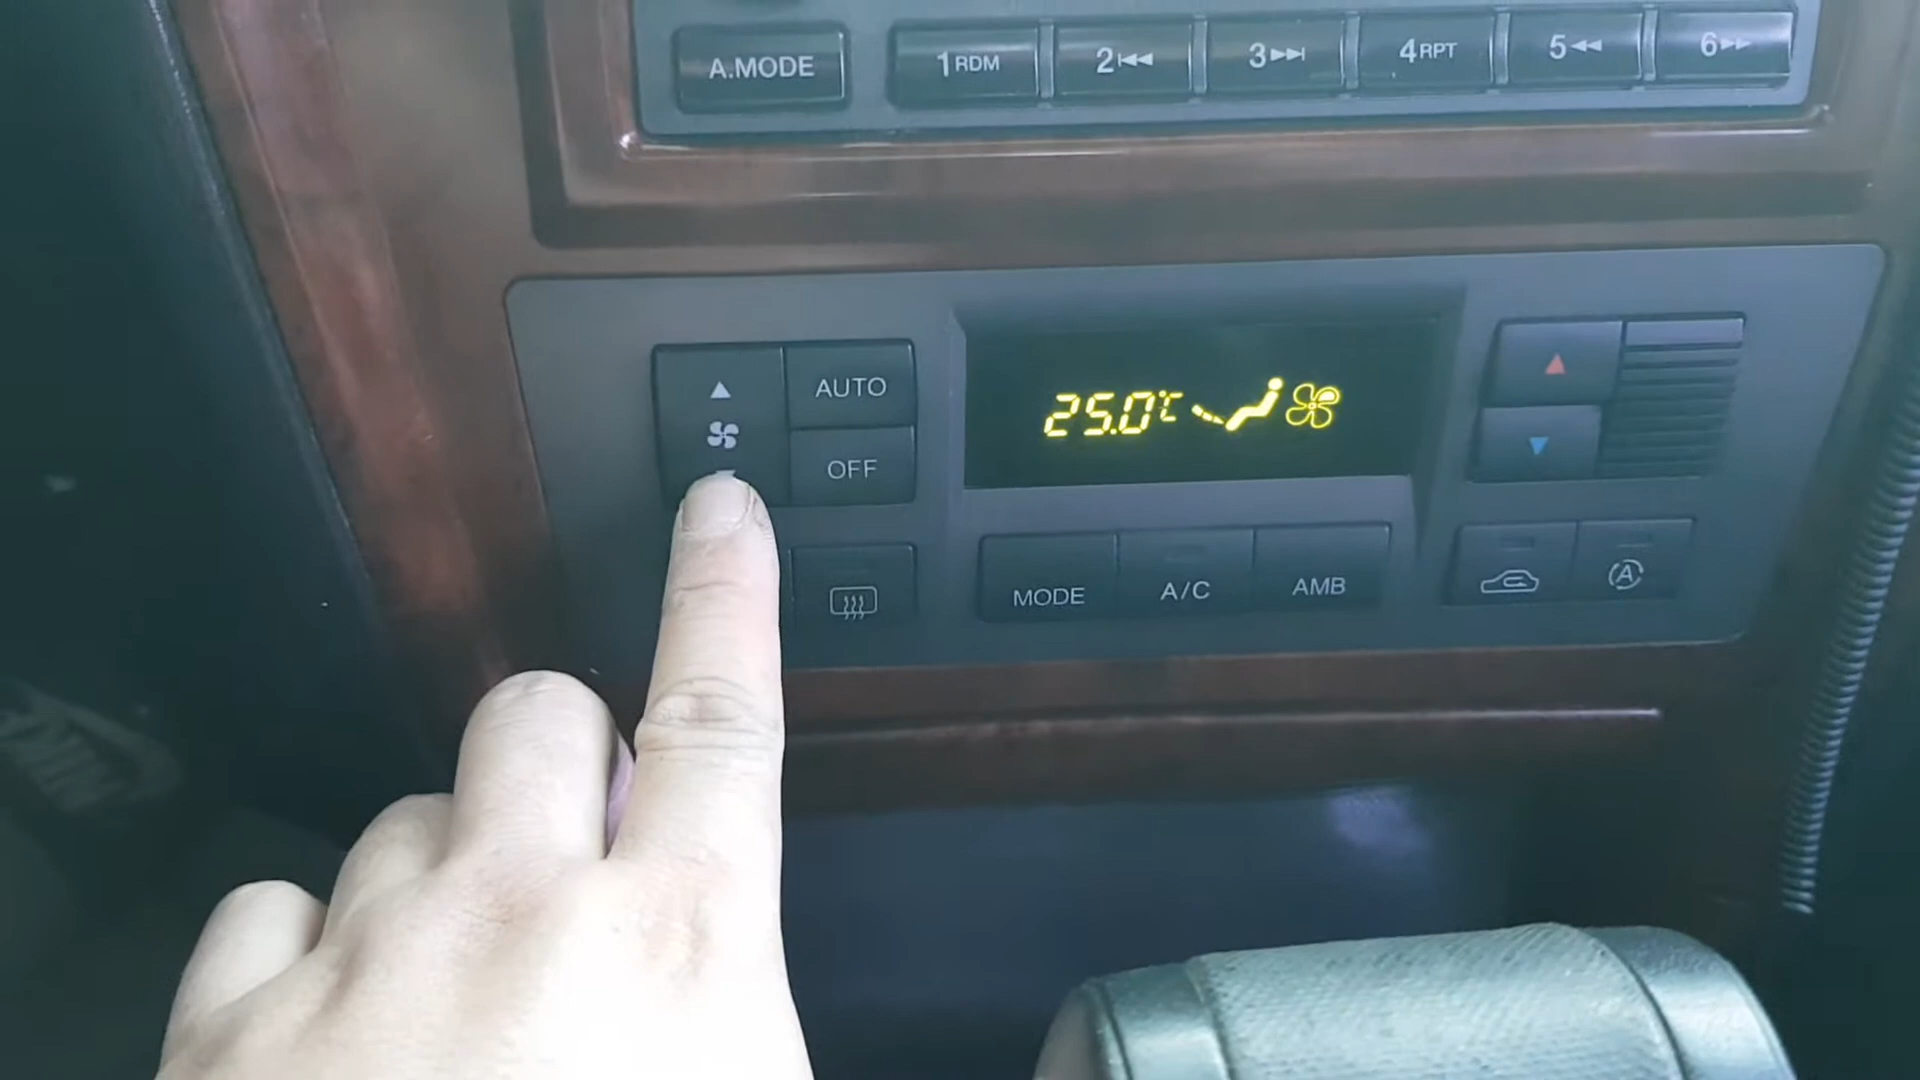 A.MODE 1RDM 2 3 4RPT 5 6
AUTO
OFF
25.0°C
MODE A/C AMB
A